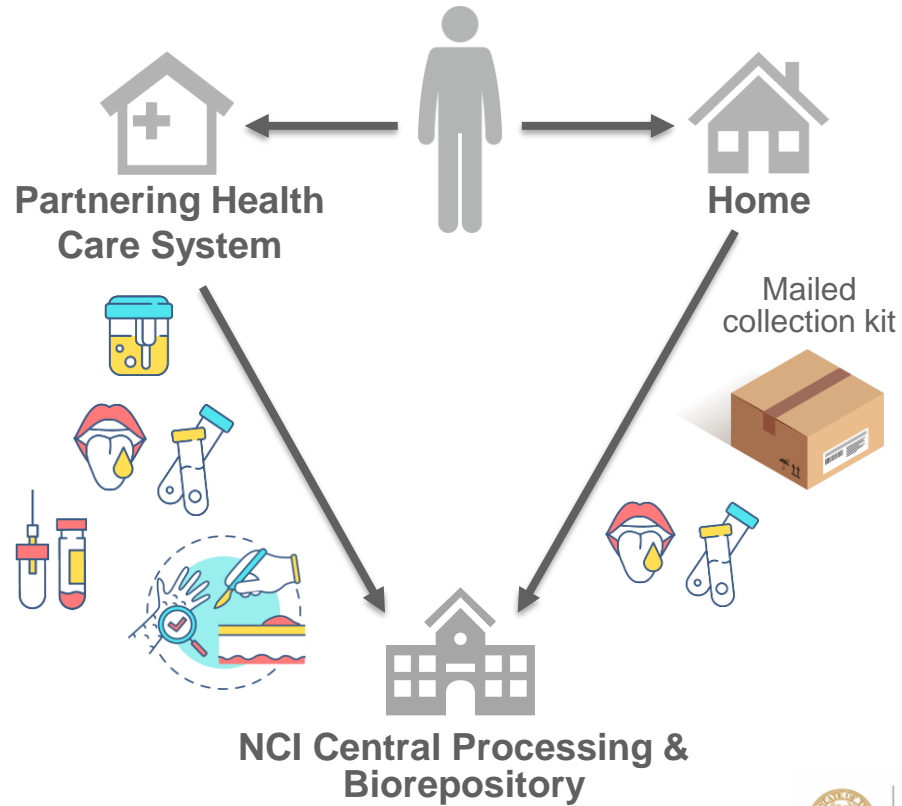 Partnering Health
Care System
Home
Mailed
collection kit
NCI Central Processing &
Biorepository